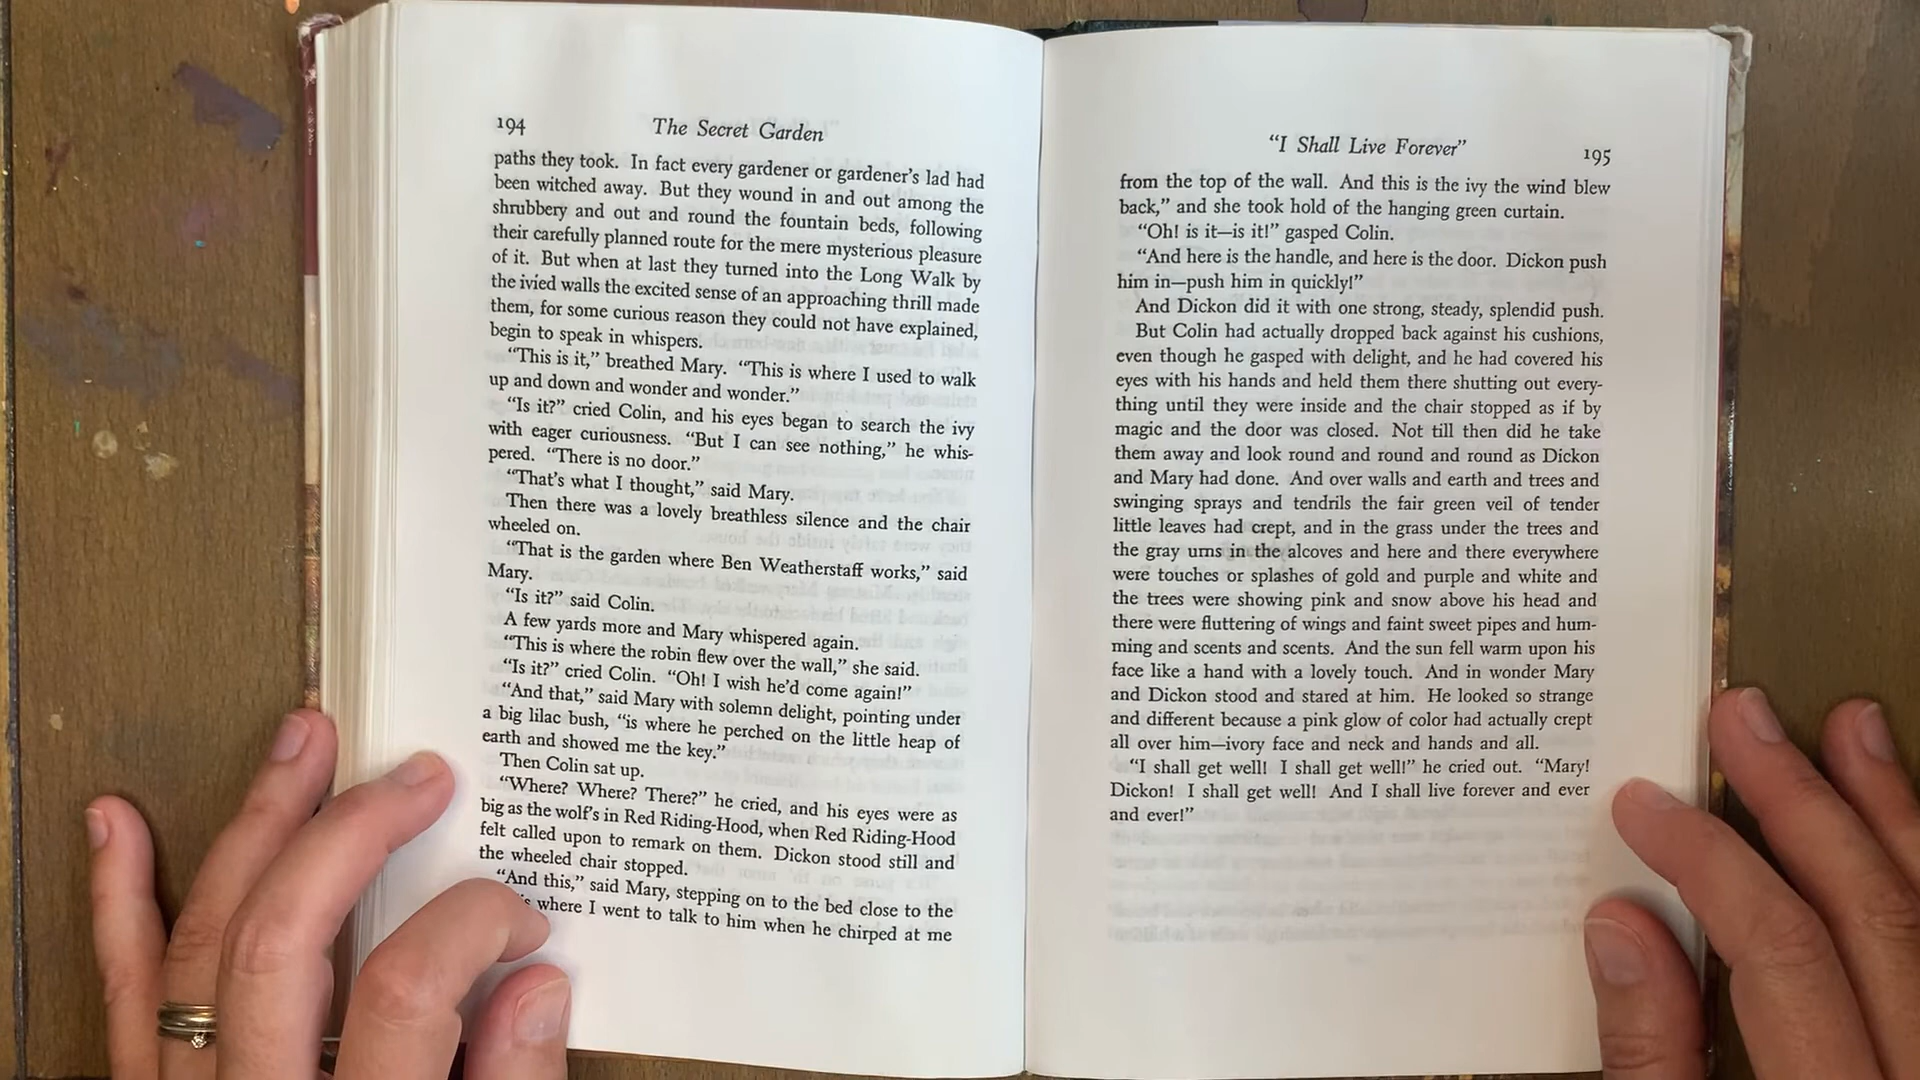 194
The Secret Garden
paths they took. In fact every gardener or gardener's lad had
been witched away. But they wound in and out among the
shrubbery and out and round the fountain beds, following
their carefully planned route for the mere mysterious pleasure
of it. But when at last they turned into the Long Walk by
the ivied walls the excited sense of an approaching thrill made
them, for some curious reason they could not have explained,
begin to speak in whispers.
"This is it," breathed Mary. "This is where I used to walk
up and down and wonder and wonder."
"Is it?" cried Colin, and his eyes began to search the ivy
with eager curiousness. "But I can see nothing," he whis-
pered. "There is no door."
"That's what I thought," said Mary.
Then there was a lovely breathless silence and the chair
wheeled on.
"That is the garden where Ben Weatherstaff works," said
Mary.
"Is it?" said Colin.
A few yards more and Mary whispered again.
"This is where the robin flew over the wall," she said.
"Is it?" cried Colin. "Oh! I wish he'd come again!"
"And that," said Mary with solemn delight, pointing under
a big lilac bush, "is where he perched on the little heap of
earth and showed me the key."
Then Colin sat up.
"Where? Where? There?" he cried, and his eyes were as
big as the wolf's in Red Riding-Hood, when Red Riding-Hood
felt called upon to remark on them. Dickon stood still and
the wheeled chair stopped.
"And this," said Mary, stepping on to the bed close to the
where I went to talk to him when he chirped at me
"I Shall Live Forever"
195
from the top of the wall. And this is the ivy the wind blew
back," and she took hold of the hanging green curtain.
"Oh! is it—is it!" gasped Colin.
"And here is the handle, and here is the door. Dickon push
him in—push him in quickly!"
And Dickon did it with one strong, steady, splendid push.
But Colin had actually dropped back against his cushions,
even though he gasped with delight, and he had covered his
eyes with his hands and held them there shutting out every-
thing until they were inside and the chair stopped as if by
magic and the door was closed. Not till then did he take
them away and look round and round and round as Dickon
and Mary had done. And over walls and earth and trees and
swinging sprays and tendrils the fair green veil of tender
little leaves had crept, and in the grass under the trees and
the gray urns in the alcoves and here and there everywhere
were touches or splashes of gold and purple and white and
the trees were showing pink and snow above his head and
there were fluttering of wings and faint sweet pipes and hum-
ming and scents and scents. And the sun fell warm upon his
face like a hand with a lovely touch. And in wonder Mary
and Dickon stood and stared at him. He looked so strange
and different because a pink glow of color had actually crept
all over him—ivory face and neck and hands and all.
"I shall get well! I shall get well!" he cried out. "Mary!
Dickon! I shall get well! And I shall live forever and ever
and ever!"